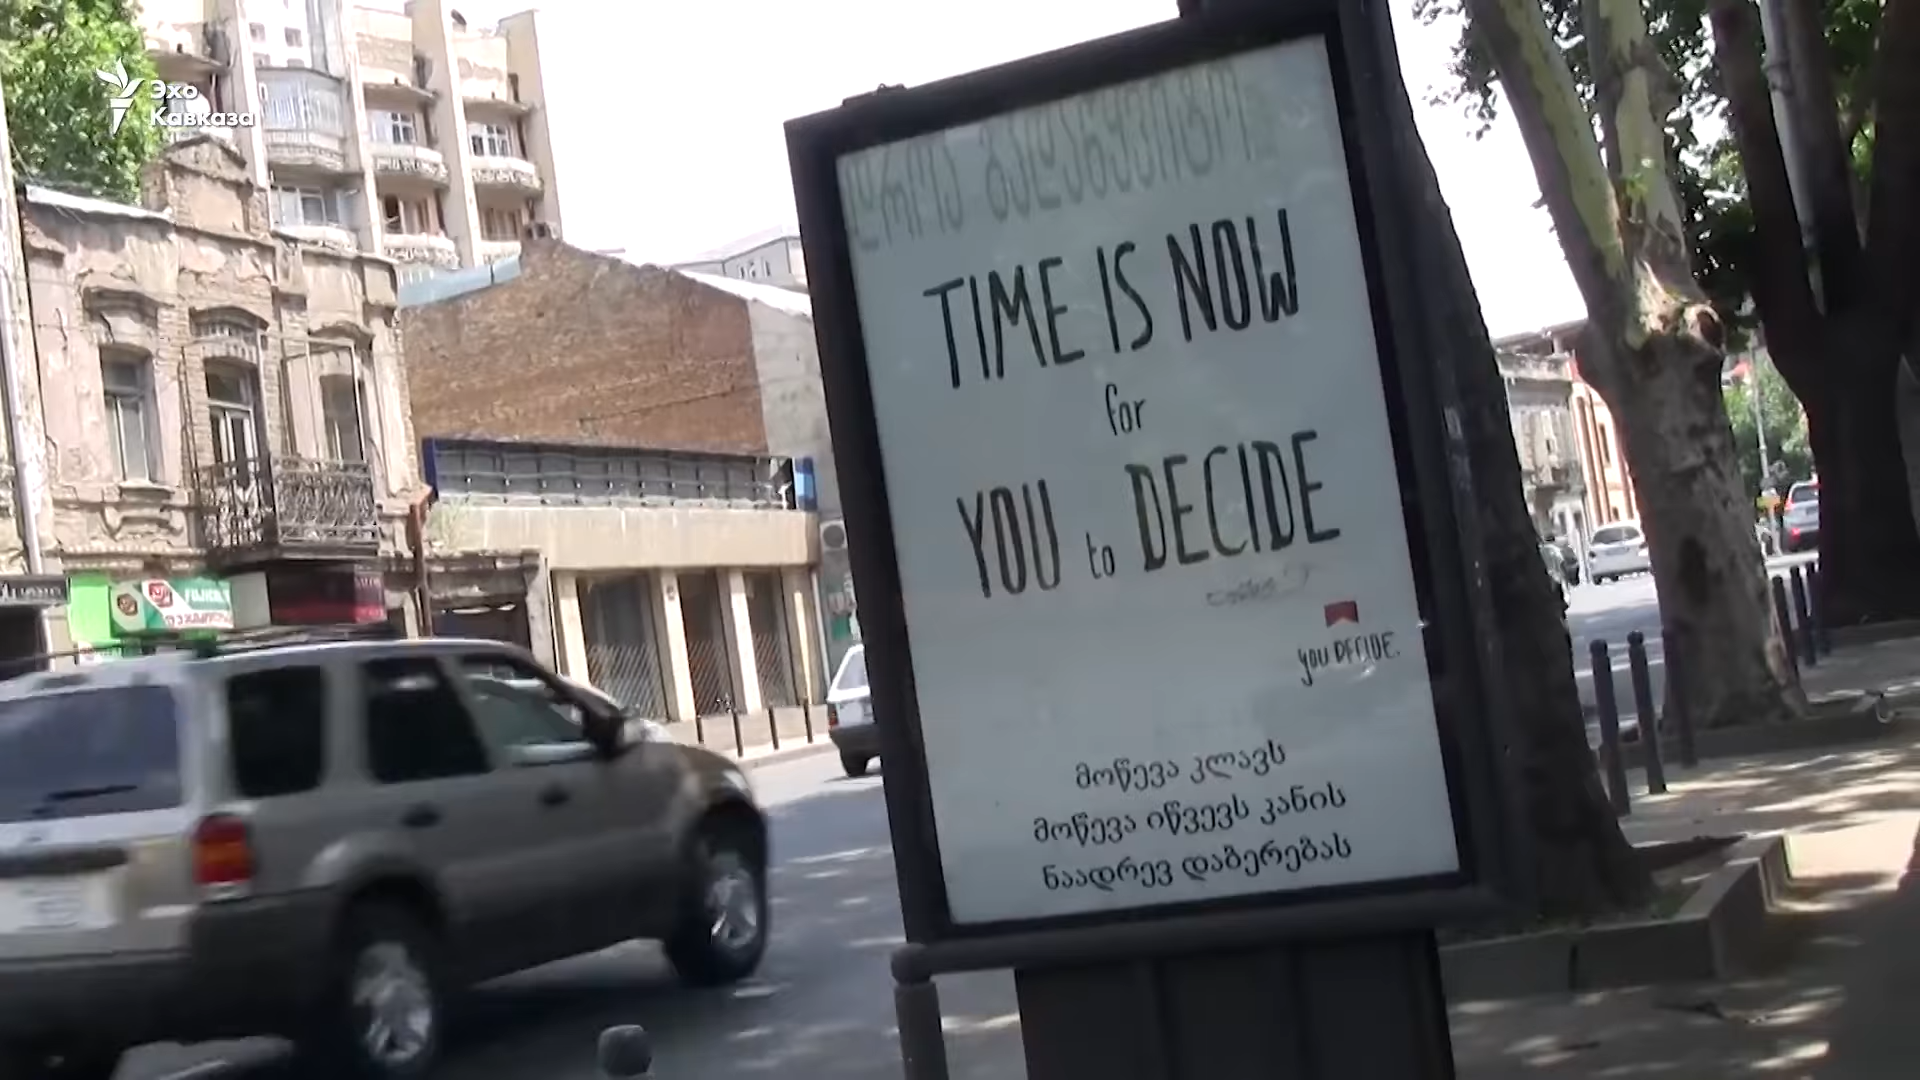 Эхо
Кавказа
TIME IS NOW
for
YOU to DECIDE
YOU DECIDE.
მოწევა კლავს
მოწევა იწვევს კანის
ნაადრევ დაბერებას